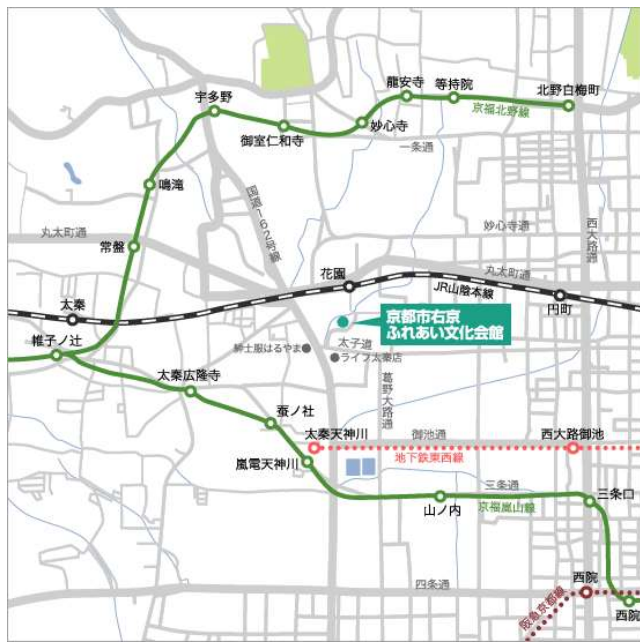 龍安寺
等持院
北野白梅町
宇多野
京福北野線
御室仁和寺
妙心寺
一条通
鳴滝
国道162号線
丸太町通
常盤
妙心寺通
西大路通
花園
丸太町通
JR山陰本線
円町
太秦
京都市右京
ふれあい文化会館
帷子ノ辻
紳士服はるやま
太子道
ライフ太秦店
太秦広隆寺
葛野大路通
蚕ノ社
太秦天神川
御池通
西大路御池
地下鉄東西線
嵐電天神川
三条通
三条口
山ノ内
京福嵐山線
四条通
西院
阪急京都線
西院